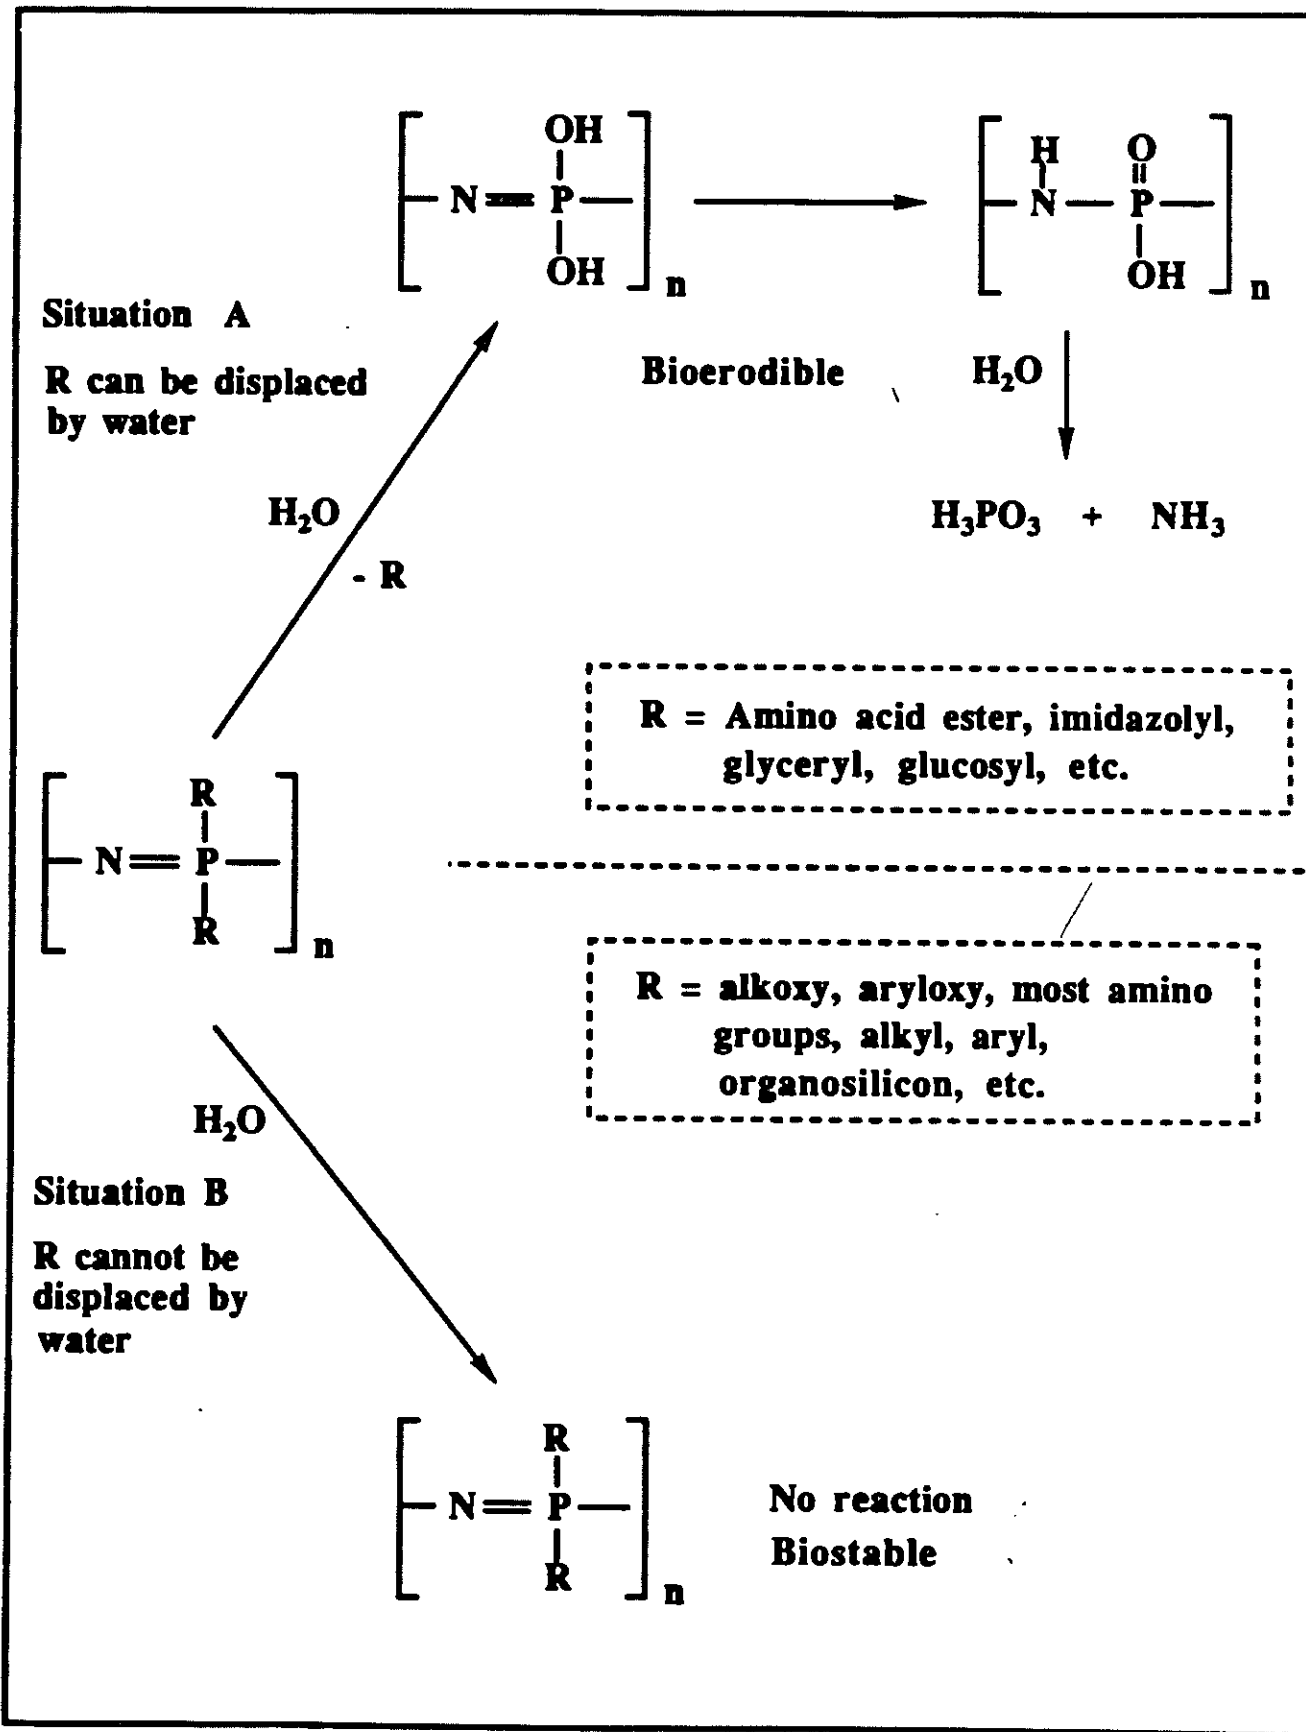 OH
H O
[ — N = P — ]n
[ — N — P — ]n
OH
OH
Situation A
R can be displaced
by water
Bioerodible
H₂O
H₂O
- R
H₃PO₃ + NH₃
R = Amino acid ester, imidazolyl,
glyceryl, glucosyl, etc.
R
[ — N = P — ]n
R
R = alkoxy, aryloxy, most amino
groups, alkyl, aryl,
organosilicon, etc.
H₂O
Situation B
R cannot be
displaced by
water
R
[ — N = P — ]n
R
No reaction
Biostable